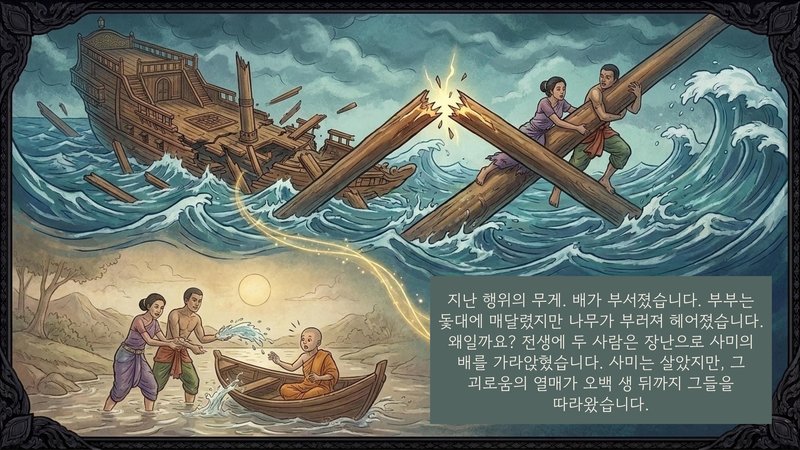 지난 행위의 무게. 배가 부서졌습니다. 부부는
돛대에 매달렸지만 나무가 부러져 헤어졌습니다.
왜일까요? 전생에 두 사람은 장난으로 사미의
배를 가라앉혔습니다. 사미는 살았지만, 그
괴로움의 열매가 오백 생 뒤까지 그들을
따라왔습니다.